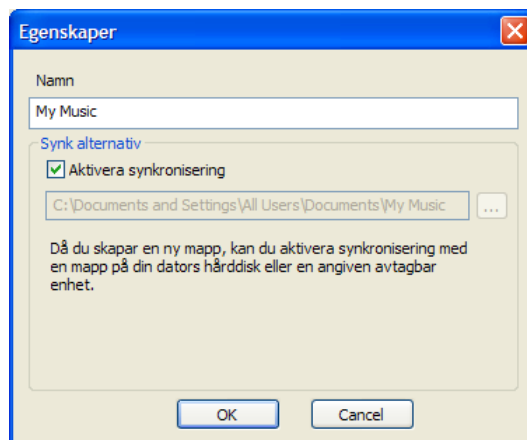 Egenskaper
Namn
My Music
Synk alternativ
Aktivera synkronisering
C:\Documents and Settings\All Users\Documents\My Music
...
Då du skapar en ny mapp, kan du aktivera synkronisering med
en mapp på din dators hårddisk eller en angiven avtagbar
enhet.
OK
Cancel